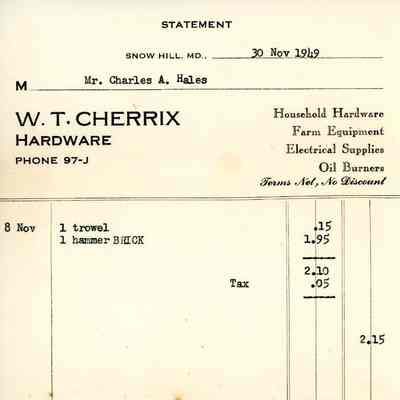 STATEMENT
SNOW HILL, MD., 30 Nov 1949
M Mr. Charles A. Hales
W. T. CHERRIX
HARDWARE
PHONE 97-J
Household Hardware
Farm Equipment
Electrical Supplies
Oil Burners
Terms Net, No Discount
8 Nov 1 trowel .15
1 hammer BRICK 1.95
2.10
Tax .05
2.15